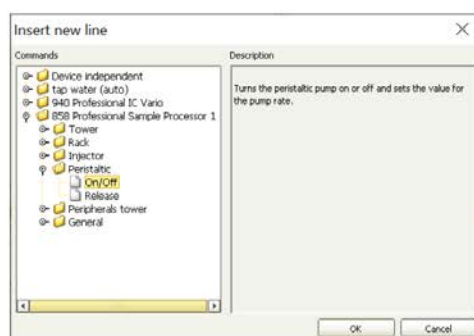 Insert new line
Commands
Description
Device independent
tap water (auto)
940 Professional IC Vario
858 Professional Sample Processor 1
Tower
Rack
Injector
Peristaltic
On/Off
Release
Peripherals tower
General
Turns the peristaltic pump on or off and sets the value for
the pump rate.
OK
Cancel